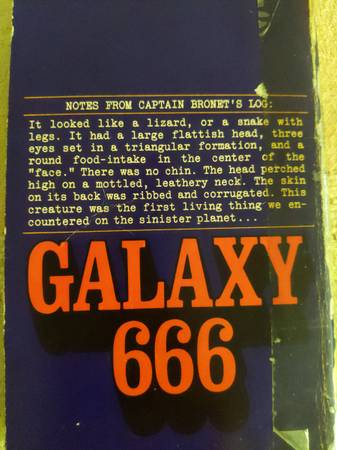 NOTES FROM CAPTAIN BRONET'S LOG:
It looked like a lizard, or a snake with
legs. It had a large flattish head, three
eyes set in a triangular formation, and a
round food-intake in the center of the
"face." There was no chin. The head perched
high on a mottled, leathery neck. The skin
on its back was ribbed and corrugated. This
creature was the first living thing we en-
countered on the sinister planet...
GALAXY
666